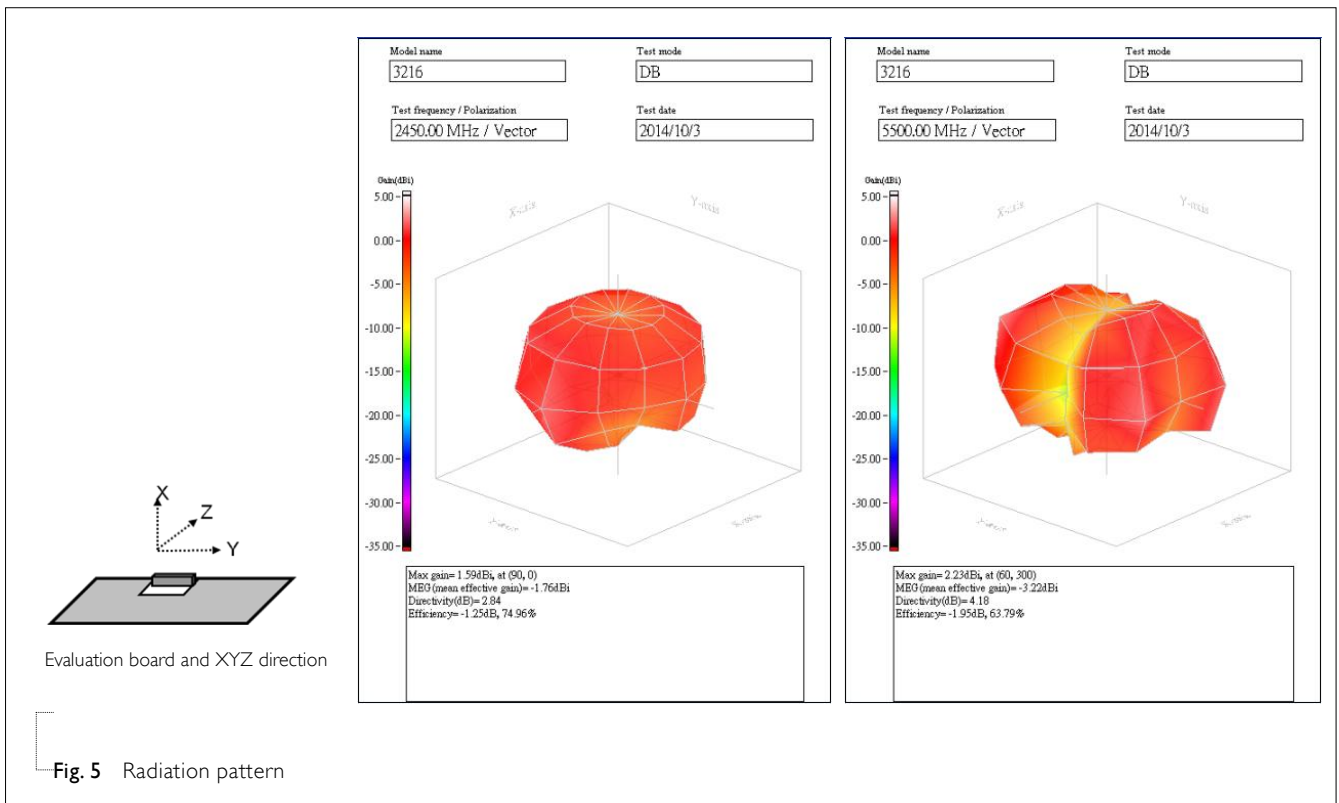 Model name
3216
Test mode
DB
Test frequency / Polarization
2450.00 MHz / Vector
Test date
2014/10/3
Gain(dBi)
5.00
0.00
-5.00
-10.00
-15.00
-20.00
-25.00
-30.00
-35.00
X-axis
Y-axis
Max gain= 1.59dBi, at (90, 0)
MEG(mean effective gain)= -1.76dBi
Directivity(dB)= 2.84
Efficiency= -1.25dB, 74.96%
Model name
3216
Test mode
DB
Test frequency / Polarization
5500.00 MHz / Vector
Test date
2014/10/3
Gain(dBi)
5.00
0.00
-5.00
-10.00
-15.00
-20.00
-25.00
-30.00
-35.00
X-axis
Y-axis
Max gain= 2.23dBi, at (60, 300)
MEG(mean effective gain)= -3.22dBi
Directivity(dB)= 4.18
Efficiency= -1.95dB, 63.79%
X
Z
Y
Evaluation board and XYZ direction
Fig. 5 Radiation pattern